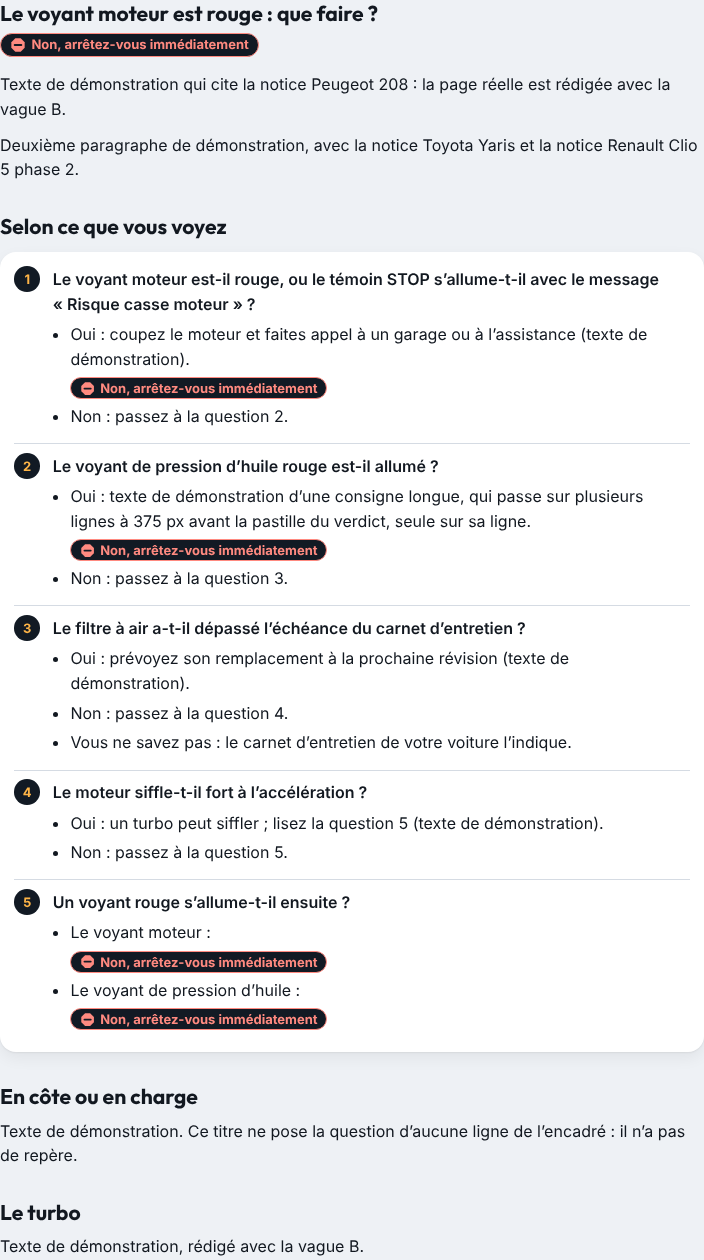 Le voyant moteur est rouge : que faire ?
Non, arrêtez-vous immédiatement
Texte de démonstration qui cite la notice Peugeot 208 : la page réelle est rédigée avec la
vague B.
Deuxième paragraphe de démonstration, avec la notice Toyota Yaris et la notice Renault Clio
5 phase 2.
Selon ce que vous voyez
1 Le voyant moteur est-il rouge, ou le témoin STOP s’allume-t-il avec le message
« Risque casse moteur » ?
• Oui : coupez le moteur et faites appel à un garage ou à l’assistance (texte de
démonstration).
Non, arrêtez-vous immédiatement
• Non : passez à la question 2.
2 Le voyant de pression d’huile rouge est-il allumé ?
• Oui : texte de démonstration d’une consigne longue, qui passe sur plusieurs
lignes à 375 px avant la pastille du verdict, seule sur sa ligne.
Non, arrêtez-vous immédiatement
• Non : passez à la question 3.
3 Le filtre à air a-t-il dépassé l’échéance du carnet d’entretien ?
• Oui : prévoyez son remplacement à la prochaine révision (texte de
démonstration).
• Non : passez à la question 4.
• Vous ne savez pas : le carnet d’entretien de votre voiture l’indique.
4 Le moteur siffle-t-il fort à l’accélération ?
• Oui : un turbo peut siffler ; lisez la question 5 (texte de démonstration).
• Non : passez à la question 5.
5 Un voyant rouge s’allume-t-il ensuite ?
• Le voyant moteur :
Non, arrêtez-vous immédiatement
• Le voyant de pression d’huile :
Non, arrêtez-vous immédiatement
En côte ou en charge
Texte de démonstration. Ce titre ne pose la question d’aucune ligne de l’encadré : il n’a pas
de repère.
Le turbo
Texte de démonstration, rédigé avec la vague B.